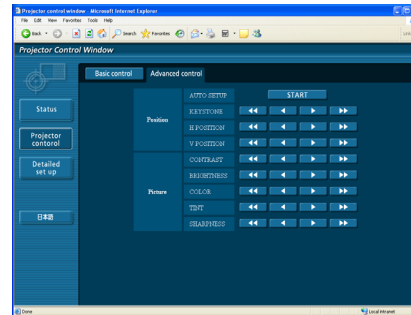 Projector control window - Microsoft Internet Explorer
File Edit View Favorites Tools Help
Back Search Favorites
Projector Control Window
Basic control Advanced control
Status
Projector
contorol
Detailed
set up
日本語
Position
AUTO SETUP START
KEYSTONE
H POSITION
V POSITION
Picture
CONTRAST
BRIGHTNESS
COLOR
TINT
SHARPNESS
Done Local intranet